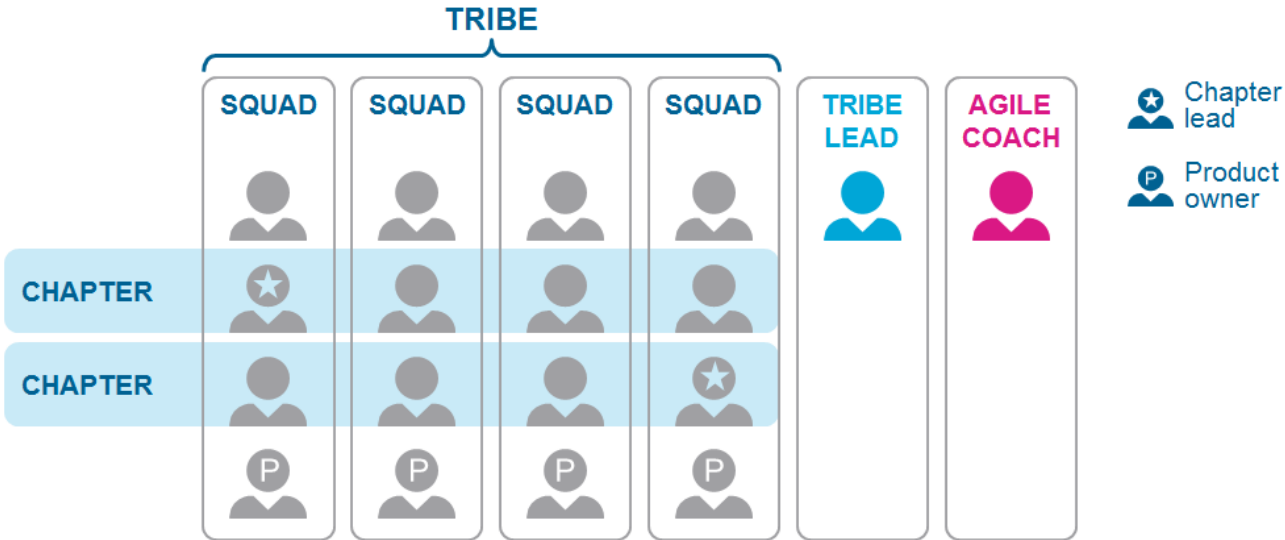 TRIBE
SQUAD
SQUAD
SQUAD
SQUAD
TRIBE
LEAD
AGILE
COACH
Chapter
lead
Product
owner
P
CHAPTER
CHAPTER
P
P
P
P